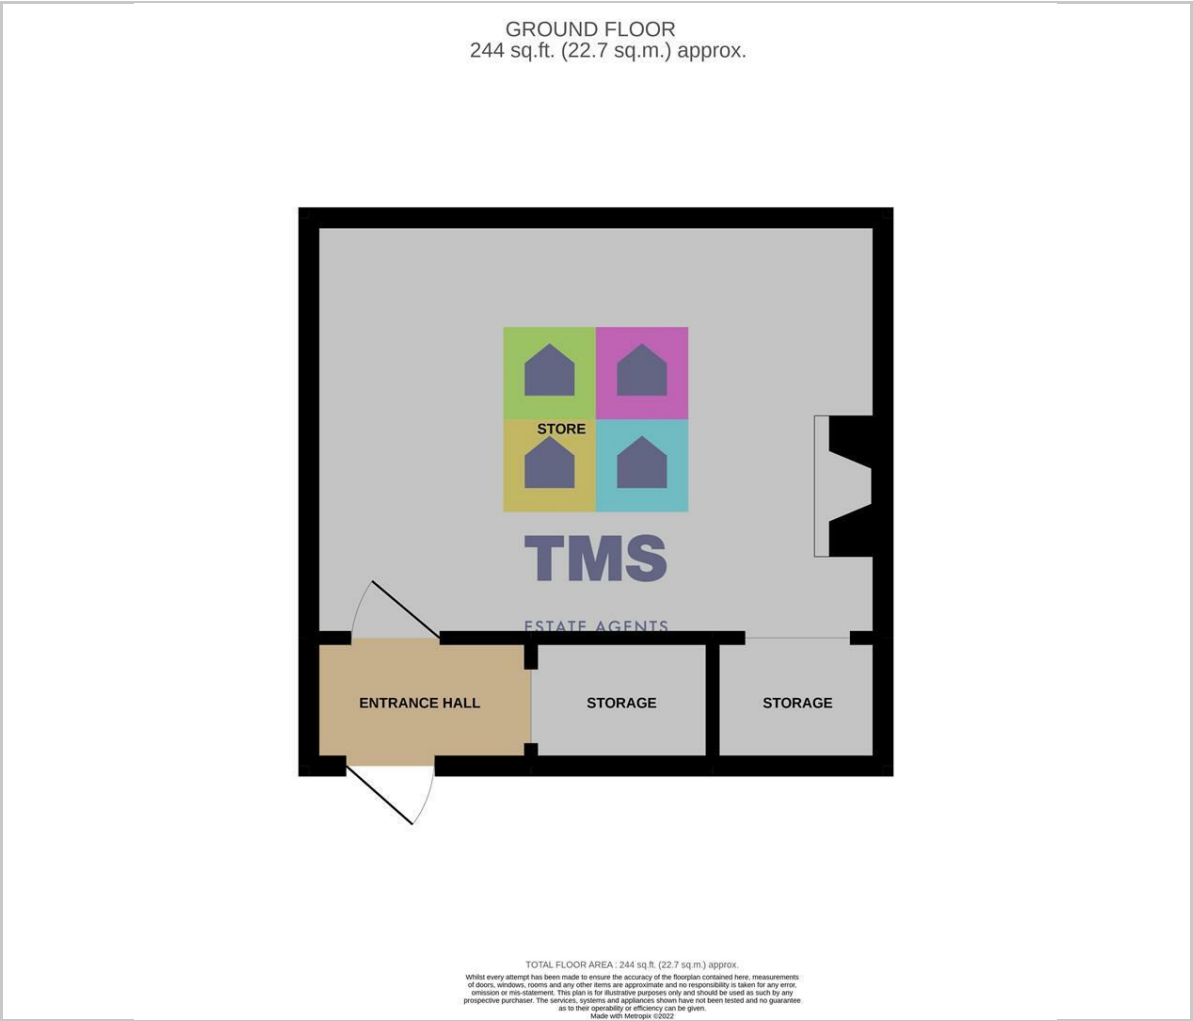 GROUND FLOOR
244 sq.ft. (22.7 sq.m.) approx.
STORE
TMS
ESTATE AGENTS
ENTRANCE HALL
STORAGE
STORAGE
TOTAL FLOOR AREA : 244 sq.ft. (22.7 sq.m.) approx.
Whilst every attempt has been made to ensure the accuracy of the floorplan contained here, measurements
of doors, windows, rooms and any other items are approximate and no responsibility is taken for any error,
omission or mis-statement. This plan is for illustrative purposes only and should be used as such by any
prospective purchaser. The services, systems and appliances shown have not been tested and no guarantee
as to their operability or efficiency can be given.
Made with Metropix ©2022